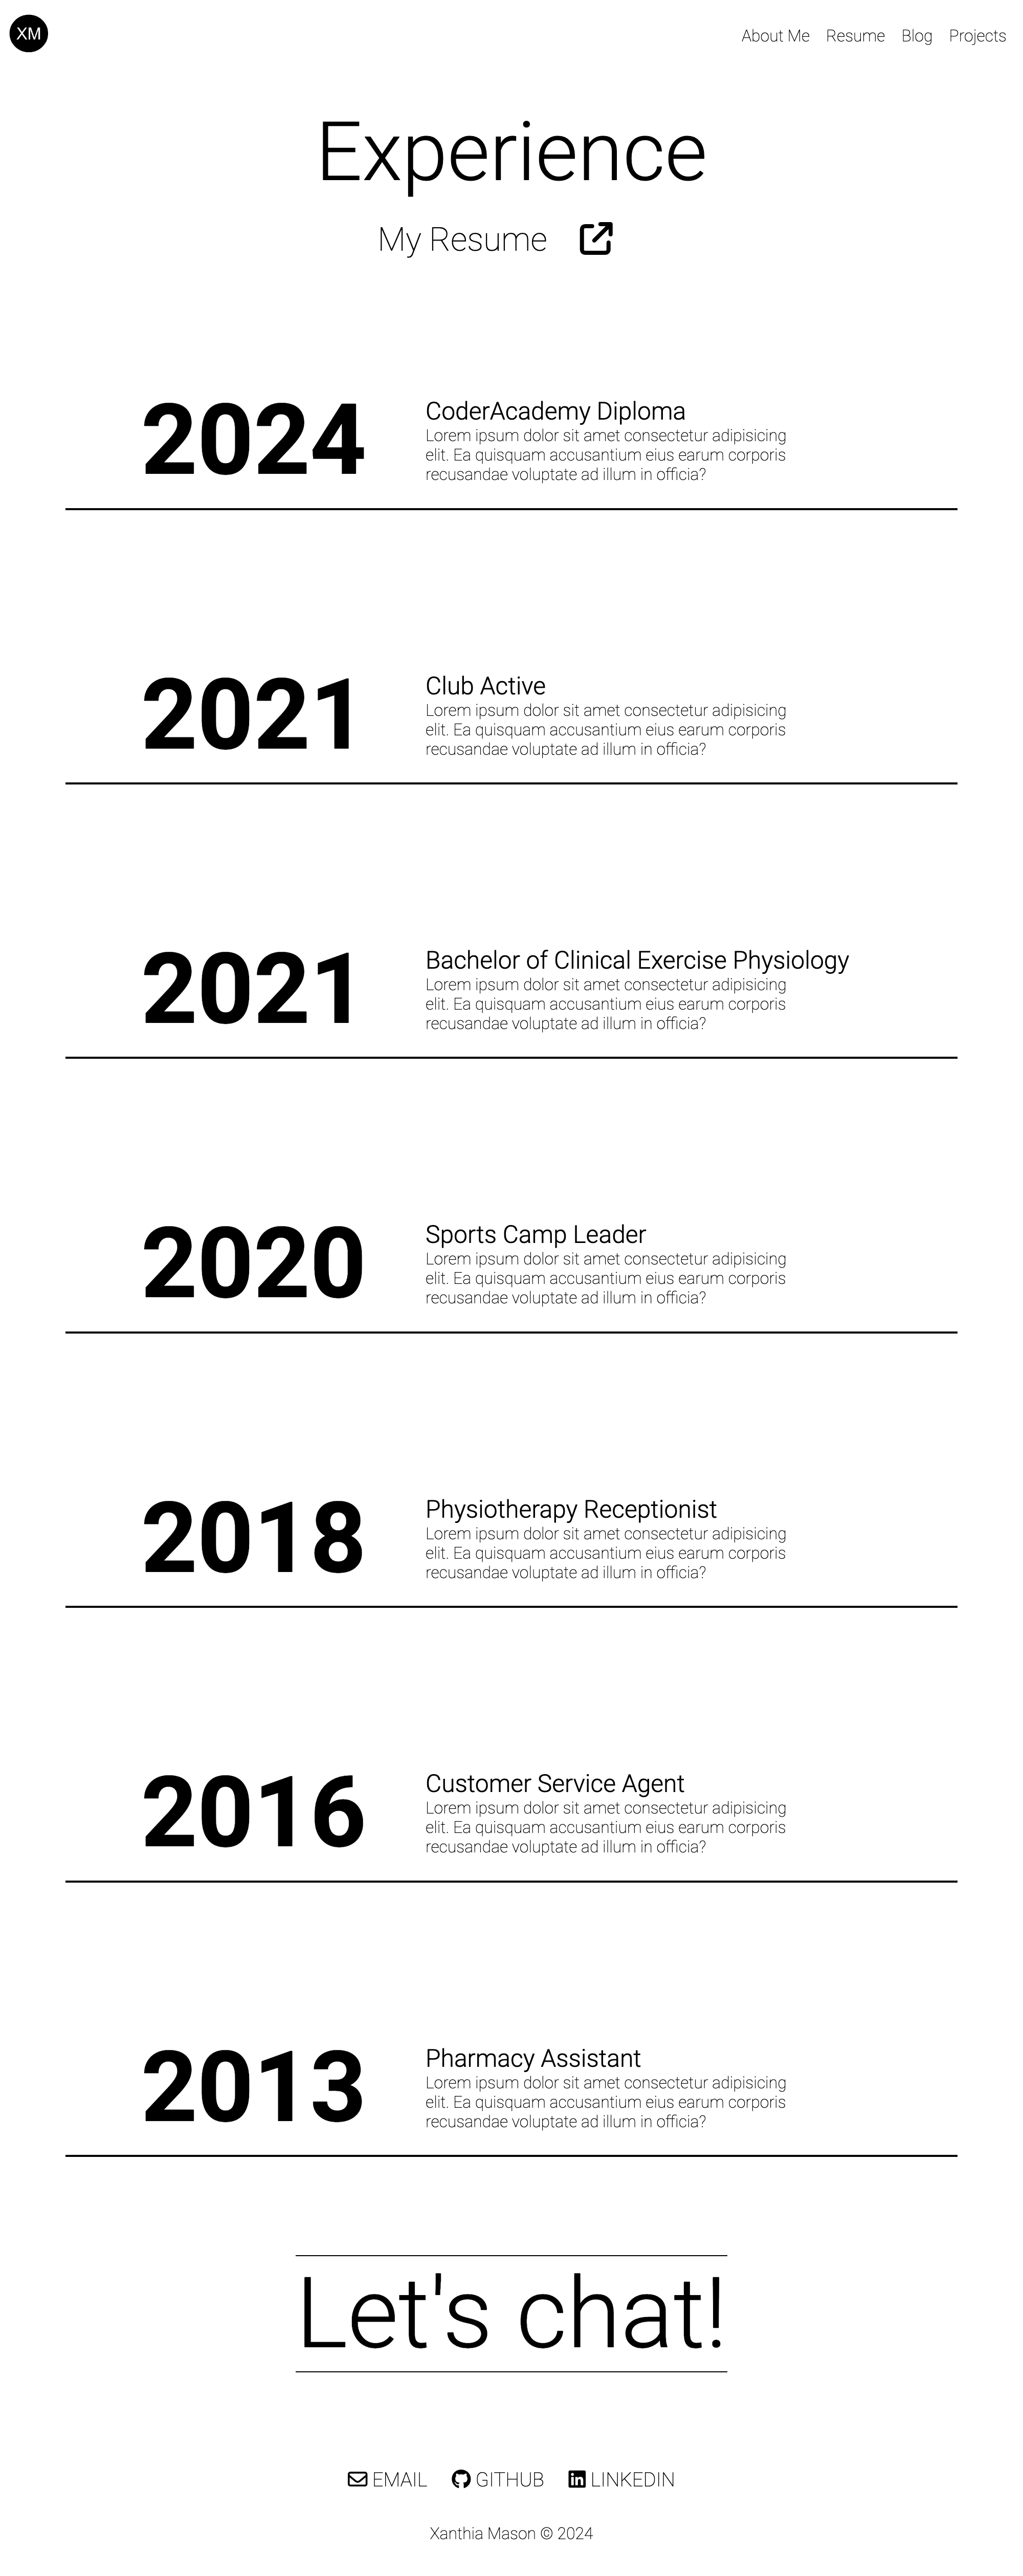 XM
About Me Resume Blog Projects
Experience
My Resume
2024
CoderAcademy Diploma
Lorem ipsum dolor sit amet consectetur adipisicing
elit. Ea quisquam accusantium eius earum corporis
recusandae voluptate ad illum in officia?
2021
Club Active
Lorem ipsum dolor sit amet consectetur adipisicing
elit. Ea quisquam accusantium eius earum corporis
recusandae voluptate ad illum in officia?
2021
Bachelor of Clinical Exercise Physiology
Lorem ipsum dolor sit amet consectetur adipisicing
elit. Ea quisquam accusantium eius earum corporis
recusandae voluptate ad illum in officia?
2020
Sports Camp Leader
Lorem ipsum dolor sit amet consectetur adipisicing
elit. Ea quisquam accusantium eius earum corporis
recusandae voluptate ad illum in officia?
2018
Physiotherapy Receptionist
Lorem ipsum dolor sit amet consectetur adipisicing
elit. Ea quisquam accusantium eius earum corporis
recusandae voluptate ad illum in officia?
2016
Customer Service Agent
Lorem ipsum dolor sit amet consectetur adipisicing
elit. Ea quisquam accusantium eius earum corporis
recusandae voluptate ad illum in officia?
2013
Pharmacy Assistant
Lorem ipsum dolor sit amet consectetur adipisicing
elit. Ea quisquam accusantium eius earum corporis
recusandae voluptate ad illum in officia?
Let's chat!
EMAIL GITHUB LINKEDIN
Xanthia Mason © 2024